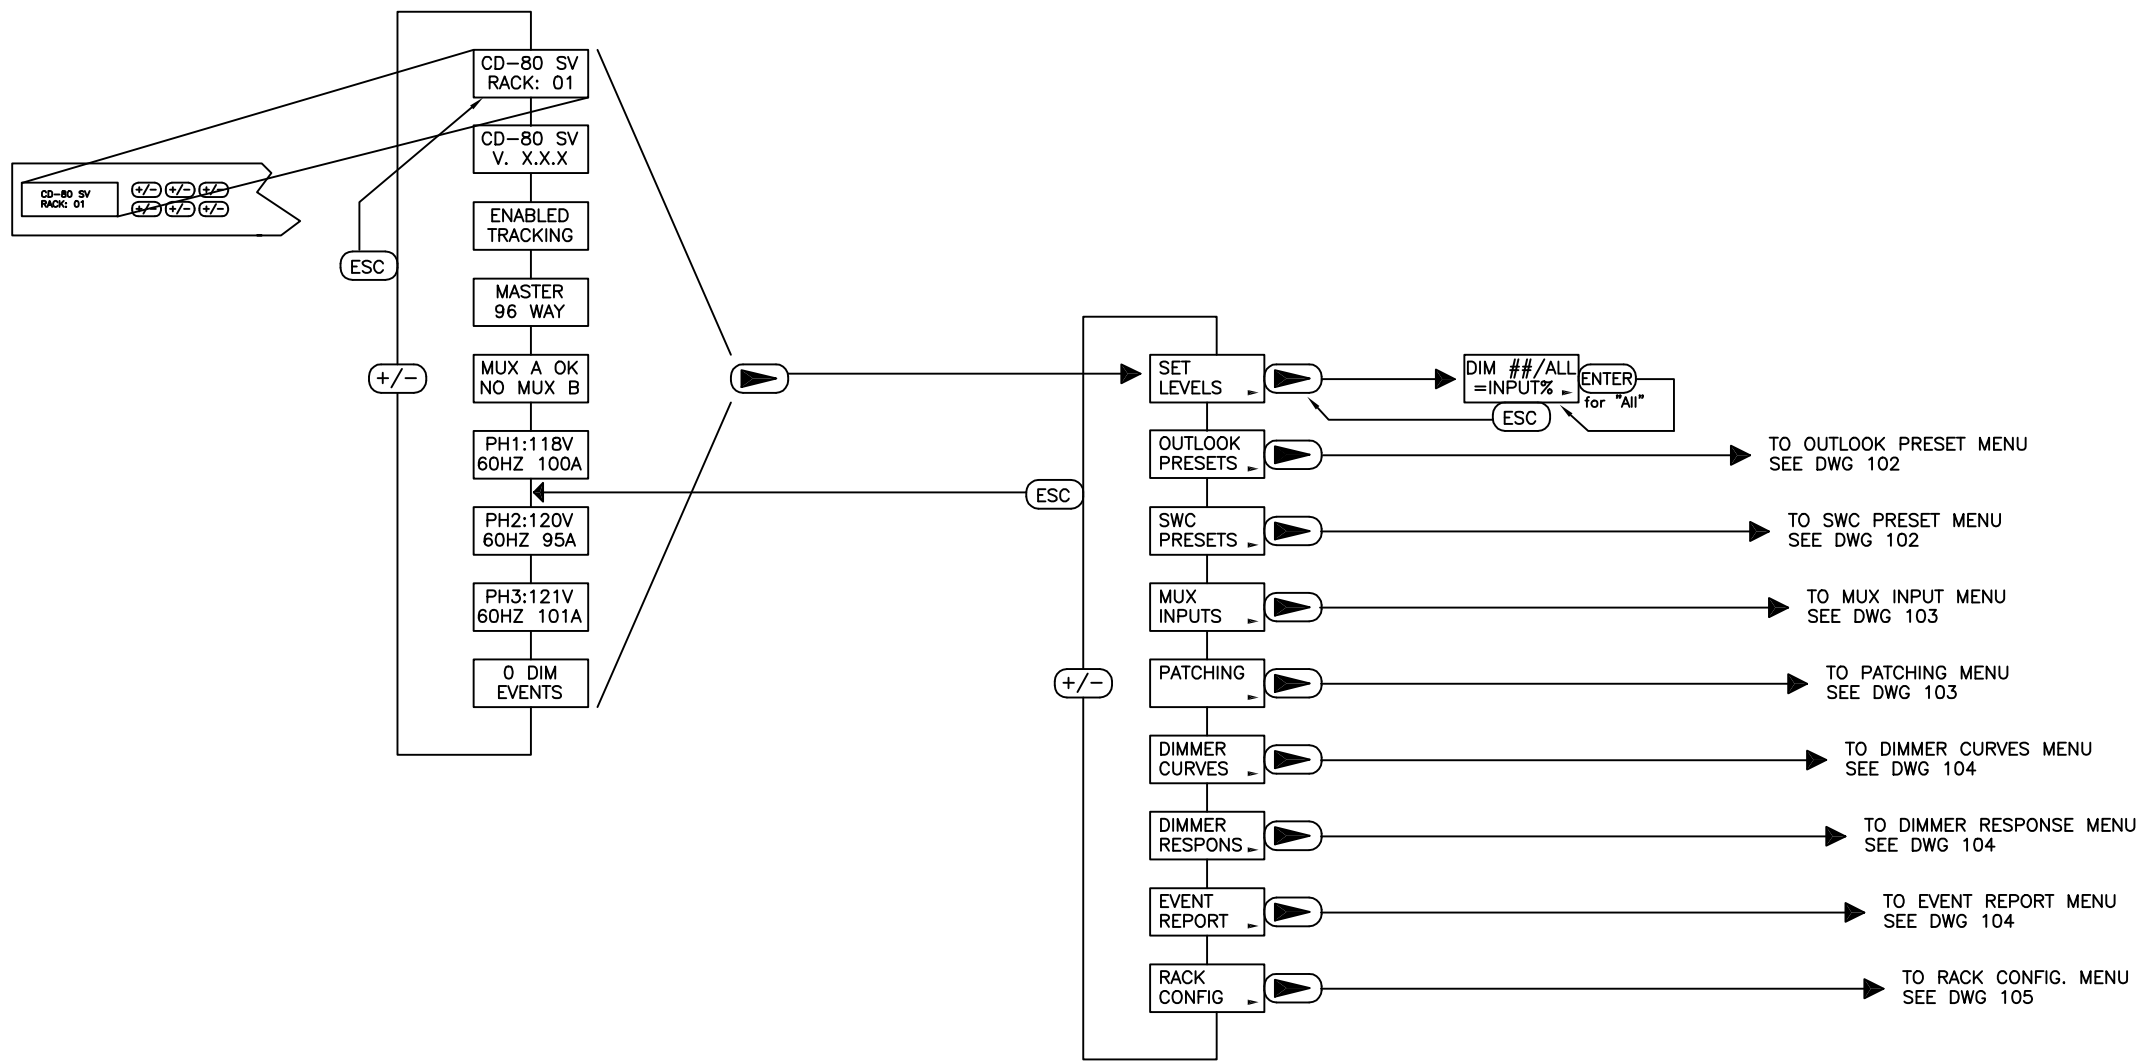 CD-80 SV
RACK: 01
CD-80 SV
V. X.X.X
CD-80 SV
RACK: 01
+/- +/- +/-
+/- +/- +/-
ENABLED
TRACKING
ESC
MASTER
96 WAY
MUX A OK
NO MUX B
+/-
PH1:118V
60HZ 100A
PH2:120V
60HZ 95A
PH3:121V
60HZ 101A
0 DIM
EVENTS
ESC
+/-
SET
LEVELS
DIM ##/ALL
=INPUT%
ENTER
for "All"
ESC
OUTLOOK
PRESETS
TO OUTLOOK PRESET MENU
SEE DWG 102
SWC
PRESETS
TO SWC PRESET MENU
SEE DWG 102
MUX
INPUTS
TO MUX INPUT MENU
SEE DWG 103
PATCHING
TO PATCHING MENU
SEE DWG 103
DIMMER
CURVES
TO DIMMER CURVES MENU
SEE DWG 104
DIMMER
RESPONS
TO DIMMER RESPONSE MENU
SEE DWG 104
EVENT
REPORT
TO EVENT REPORT MENU
SEE DWG 104
RACK
CONFIG
TO RACK CONFIG. MENU
SEE DWG 105